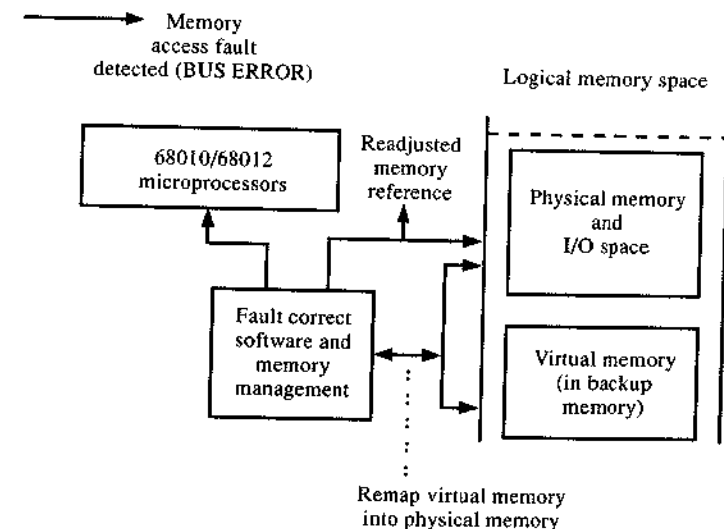 Memory
access fault
detected (BUS ERROR)
Logical memory space
68010/68012
microprocessors
Readjusted
memory
reference
Physical memory
and
I/O space
Fault correct
software and
memory
management
Virtual memory
(in backup
memory)
Remap virtual memory
into physical memory